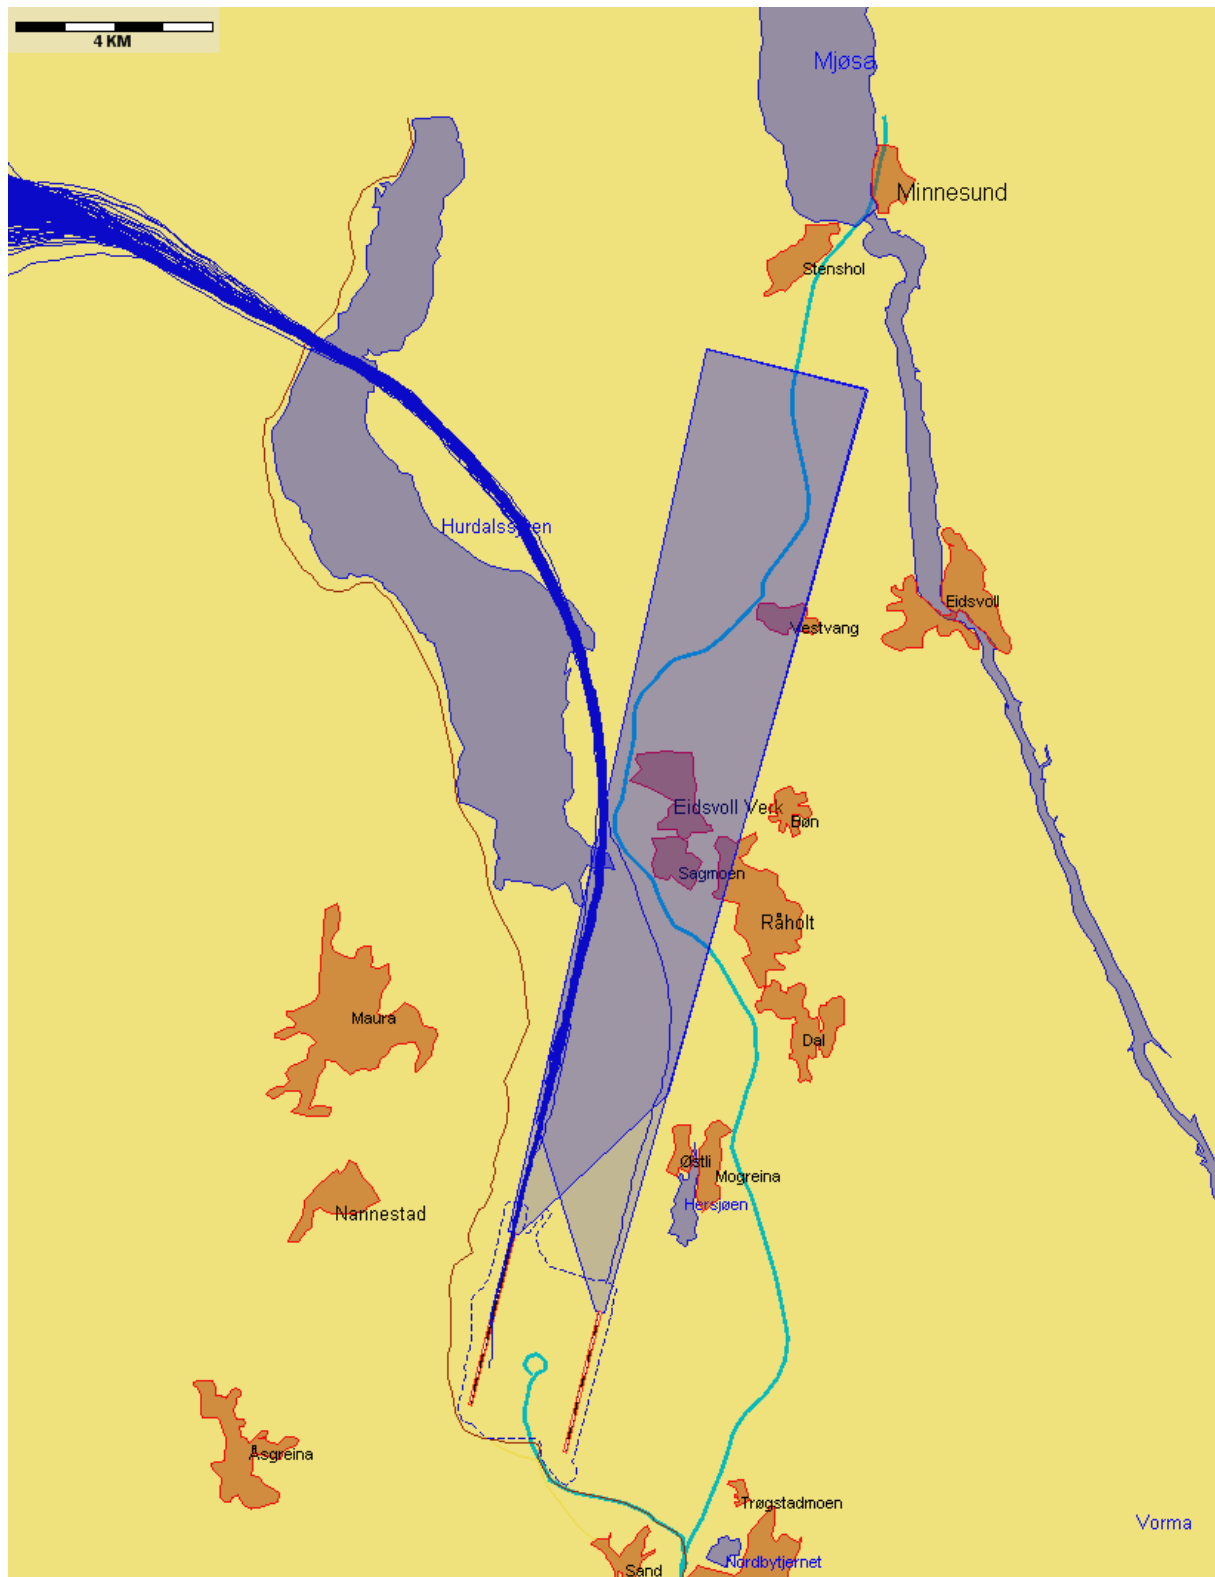 4 KM
Mjøsa
Minnesund
Stenshol
Hurdalssjøen
Eidsvoll
Vestvang
Eidsvoll Verk
Bøn
Sagmoen
Råholt
Maura
Dal
Østli
Mogreina
Hersjøen
Nannestad
Åsgreina
Trøgstadmoen
Vorma
Nordbytjernet
Sand